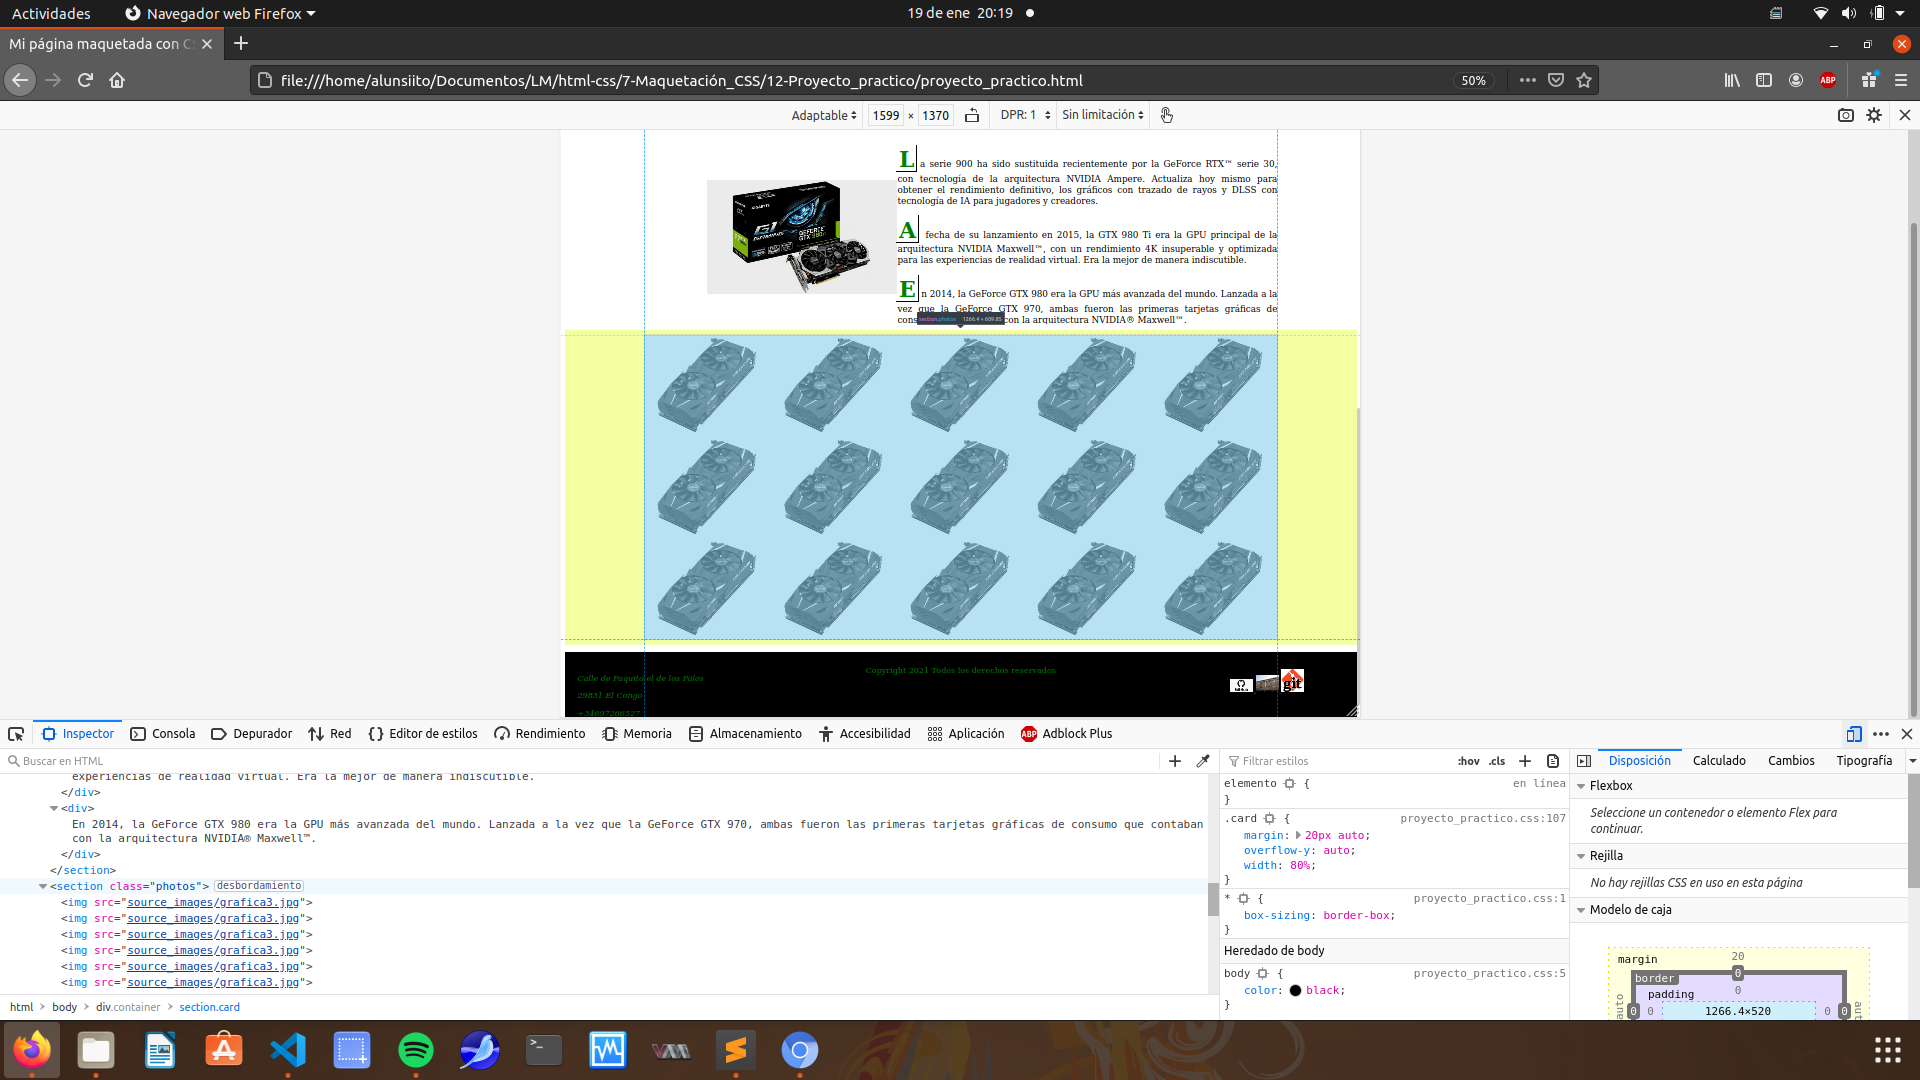 Actividades
Navegador web Firefox
19 de ene 20:19
Mi página maquetada con CS
file:///home/alunsiito/Documentos/LM/html-css/7-Maquetación_CSS/12-Proyecto_practico/proyecto_practico.html
50%
ABP
Adaptable
1599 × 1370
DPR: 1
Sin limitación
La serie 900 ha sido sustituida recientemente por la GeForce RTX™ serie 30,
con tecnología de la arquitectura NVIDIA Ampere. Actualiza hoy mismo para
obtener el rendimiento definitivo, los gráficos con trazado de rayos y DLSS con
tecnología de IA para jugadores y creadores.
A fecha de su lanzamiento en 2015, la GTX 980 Ti era la GPU principal de la
arquitectura NVIDIA Maxwell™, con un rendimiento 4K insuperable y optimizada
para las experiencias de realidad virtual. Era la mejor de manera indiscutible.
En 2014, la GeForce GTX 980 era la GPU más avanzada del mundo. Lanzada a la
vez que la GeForce GTX 970, ambas fueron las primeras tarjetas gráficas de
con la arquitectura NVIDIA® Maxwell™.
section.photos 1266.4 × 609.85
Calle de Paquito el de los Palos
29831 El Congo
+34697266527
Copyright 2021 Todos los derechos reservados
git
Inspector
Consola
Depurador
Red
Editor de estilos
Rendimiento
Memoria
Almacenamiento
Accesibilidad
Aplicación
ABP Adblock Plus
Buscar en HTML
experiencias de realidad virtual. Era la mejor de manera indiscutible.
</div>
<div>
En 2014, la GeForce GTX 980 era la GPU más avanzada del mundo. Lanzada a la vez que la GeForce GTX 970, ambas fueron las primeras tarjetas gráficas de consumo que contaban
con la arquitectura NVIDIA® Maxwell™.
</div>
</section>
<section class="photos"> desbordamiento
<img src="source_images/grafica3.jpg">
<img src="source_images/grafica3.jpg">
<img src="source_images/grafica3.jpg">
<img src="source_images/grafica3.jpg">
<img src="source_images/grafica3.jpg">
<img src="source_images/grafica3.jpg">
html > body > div.container > section.card
Filtrar estilos
:hov .cls
elemento { en línea
}
.card { proyecto_practico.css:107
margin: 20px auto;
overflow-y: auto;
width: 80%;
}
* { proyecto_practico.css:1
box-sizing: border-box;
}
Heredado de body
body { proyecto_practico.css:5
color: black;
}
Disposición
Calculado
Cambios
Tipografía
Flexbox
Seleccione un contenedor o elemento Flex para
continuar.
Rejilla
No hay rejillas CSS en uso en esta página
Modelo de caja
margin 20
border 0
padding 0
auto 0 0 1266.4×520 0 0 aut